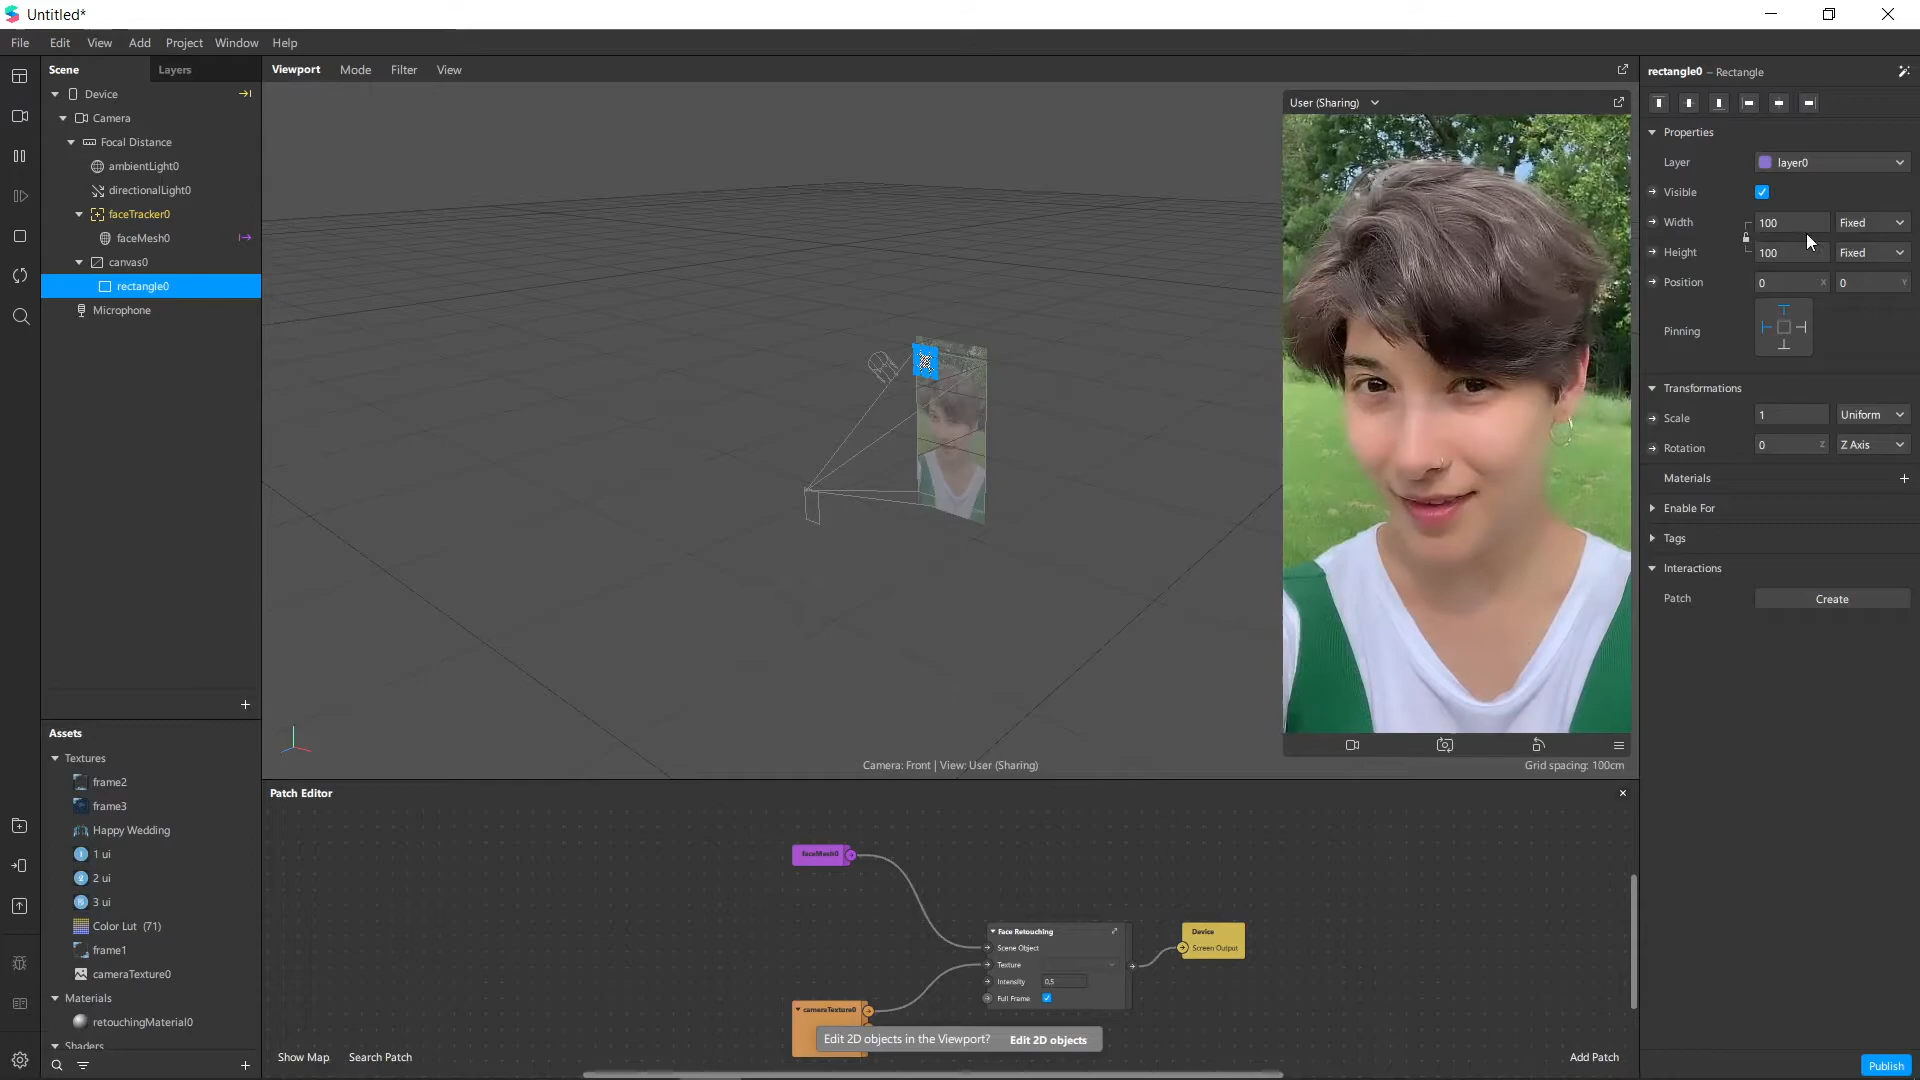 Untitled*
File Edit View Add Project Window Help
Scene Layers
Device
Camera
Focal Distance
ambientLight0
directionalLight0
faceTracker0
faceMesh0
canvas0
rectangle0
Microphone
Assets
Textures
frame2
frame3
Happy Wedding
1 ui
2 ui
3 ui
Color Lut (71)
frame1
cameraTexture0
Materials
retouchingMaterial0
Shaders
Viewport Mode Filter View
User (Sharing)
Camera: Front | View: User (Sharing)
Grid spacing: 100cm
Patch Editor
faceMesh0
Face Retouching
Scene Object
Texture
Intensity 0.5
Full Frame
Device
Screen Output
cameraTexture0
Edit 2D objects in the Viewport? Edit 2D objects
Show Map Search Patch
Add Patch
rectangle0 – Rectangle
Properties
Layer layer0
Visible
Width 100 Fixed
Height 100 Fixed
Position 0 X 0 Y
Pinning
Transformations
Scale 1 Uniform
Rotation 0 Z Z Axis
Materials
Enable For
Tags
Interactions
Patch Create
Publish